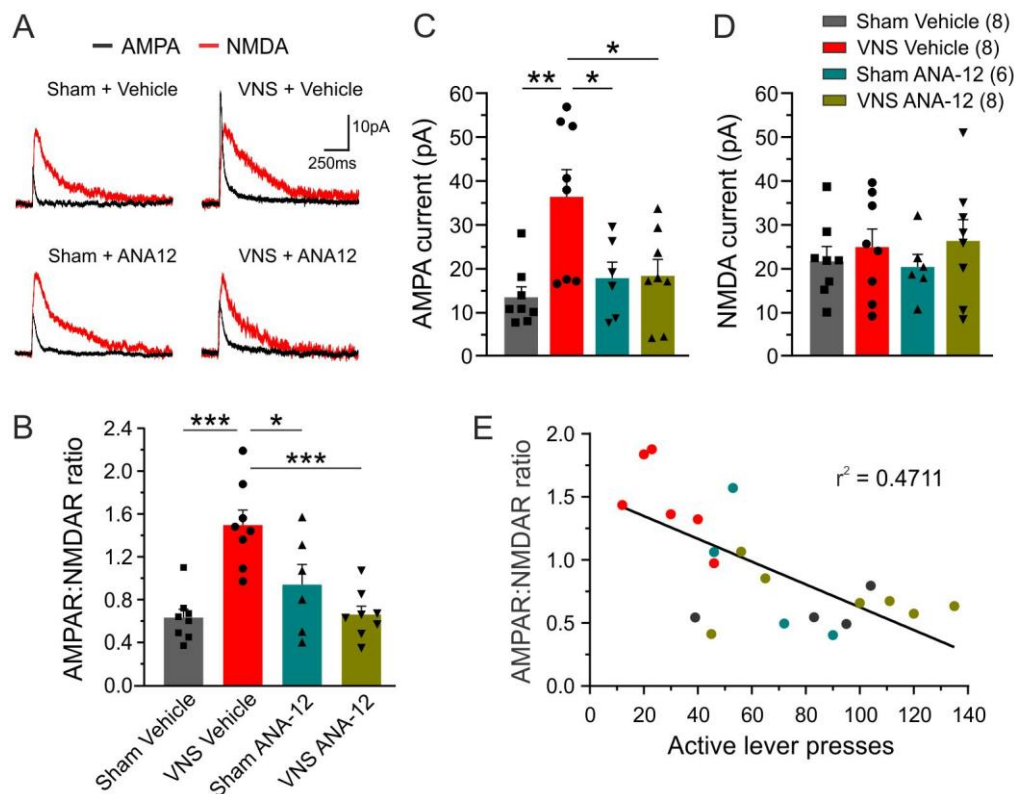 A
AMPA NMDA
Sham + Vehicle VNS + Vehicle
10pA
250ms
Sham + ANA12 VNS + ANA12
B
AMPAR:NMDAR ratio
2.4
2.0
1.6
1.2
0.8
0.4
0.0
*** *
***
Sham Vehicle
VNS Vehicle
Sham ANA-12
VNS ANA-12
C
AMPA current (pA)
60
50
40
30
20
10
0
*
** *
D
Sham Vehicle (8)
VNS Vehicle (8)
Sham ANA-12 (6)
VNS ANA-12 (8)
NMDA current (pA)
60
50
40
30
20
10
0
E
AMPAR:NMDAR ratio
2.0
1.5
1.0
0.5
0.0
r² = 0.4711
0 20 40 60 80 100 120 140
Active lever presses